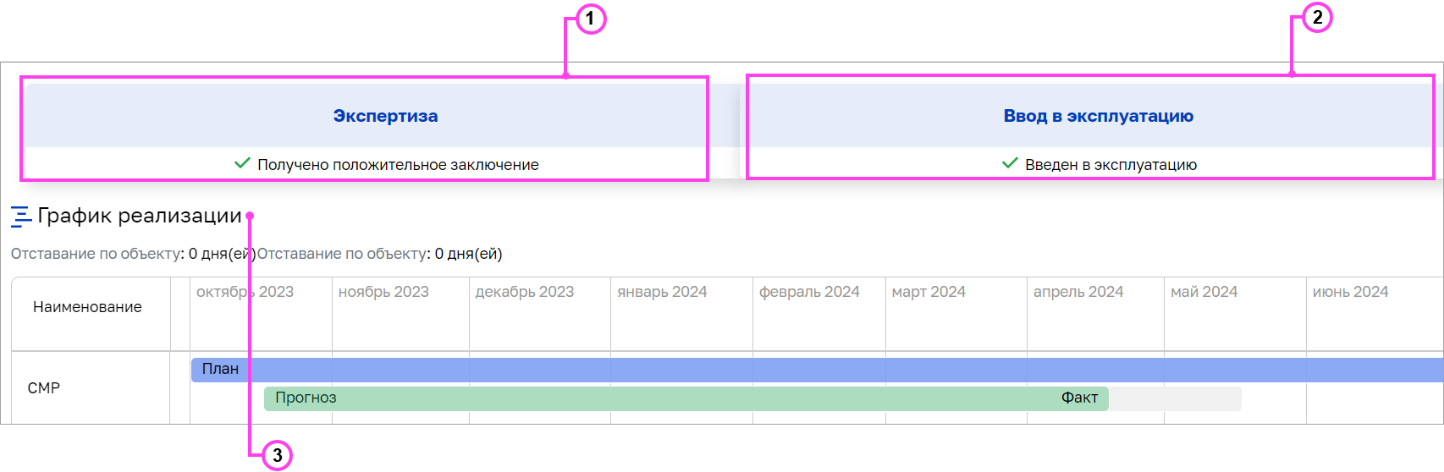 1
2
Экспертиза
Ввод в эксплуатацию
Получено положительное заключение
Введен в эксплуатацию
График реализации
Отставание по объекту: 0 дня(ей)Отставание по объекту: 0 дня(ей)
Наименование
октябрь 2023
ноябрь 2023
декабрь 2023
январь 2024
февраль 2024
март 2024
апрель 2024
май 2024
июнь 2024
СМР
План
Прогноз
Факт
3